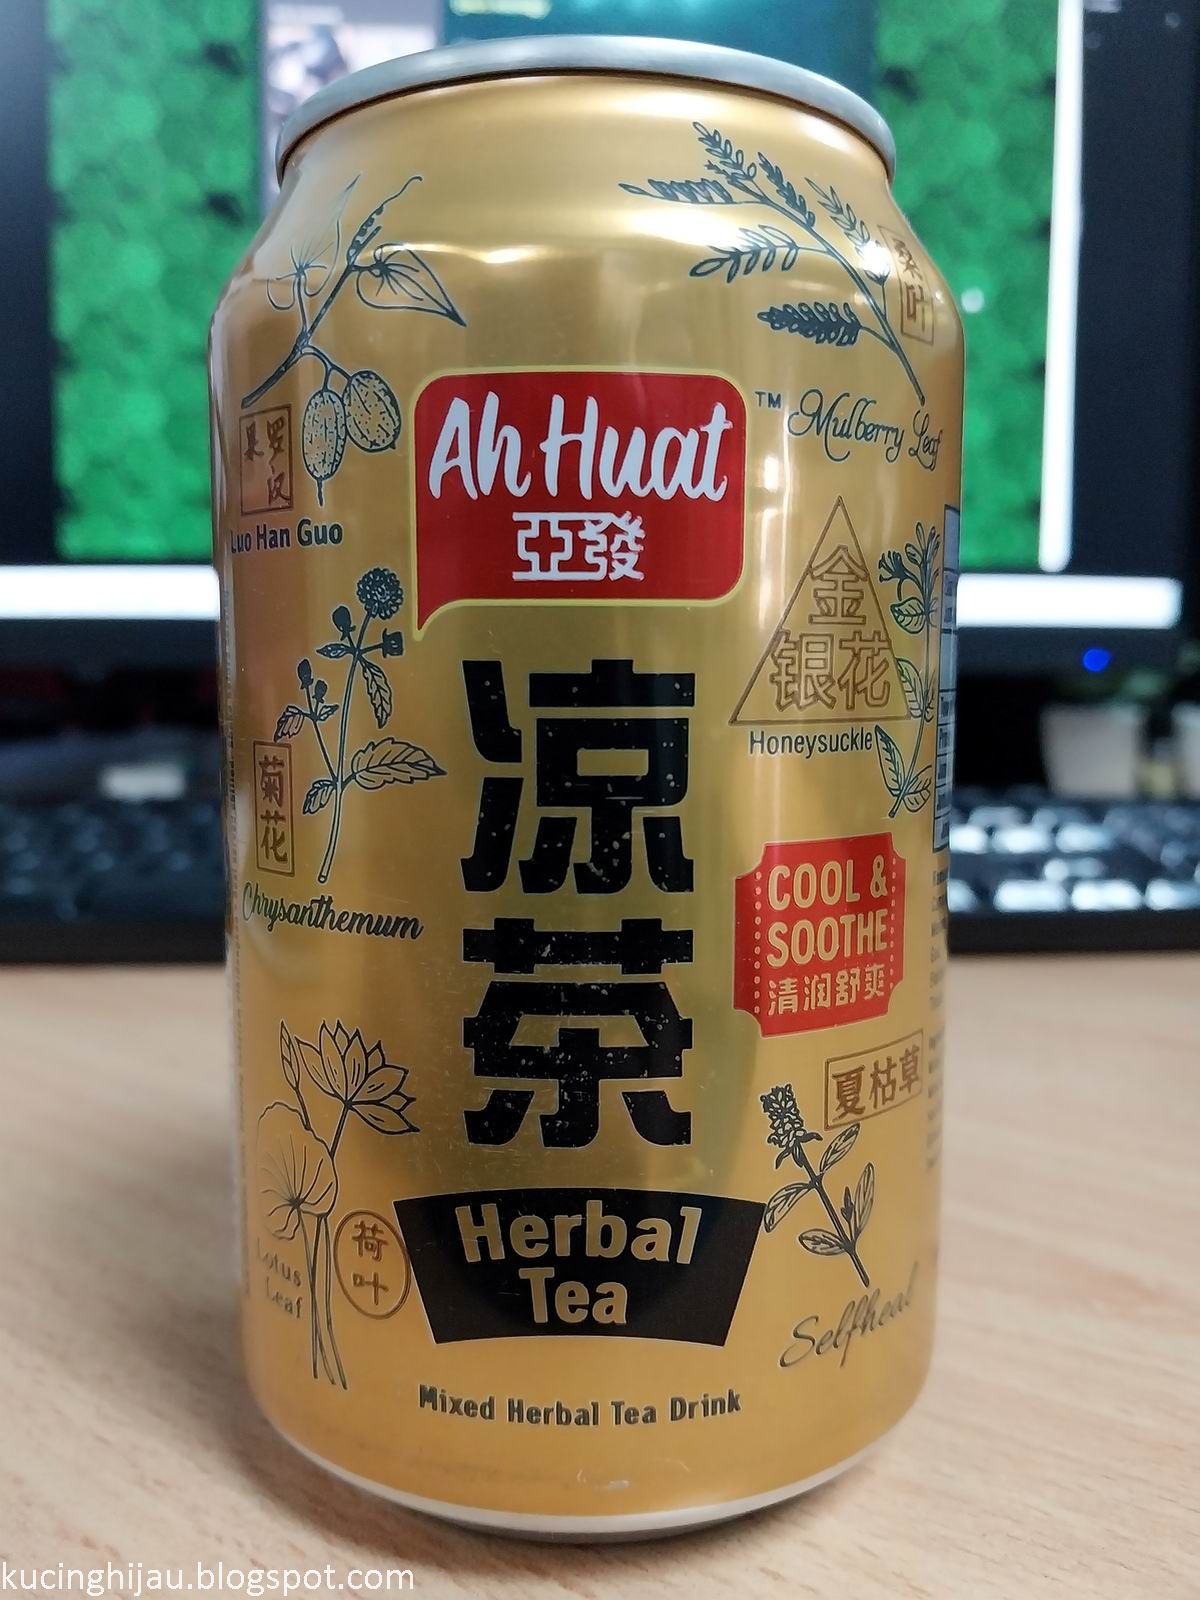 桑叶
Mulberry Leaf
Ah Huat
亞發
TM
罗汉果
Luo Han Guo
金
银花
Honeysuckle
凉
茶
菊花
Chrysanthemum
COOL &
SOOTHE
清润舒爽
夏枯草
Selfheal
荷叶
Lotus
Leaf
Herbal
Tea
Mixed Herbal Tea Drink
kucinghijau.blogspot.com